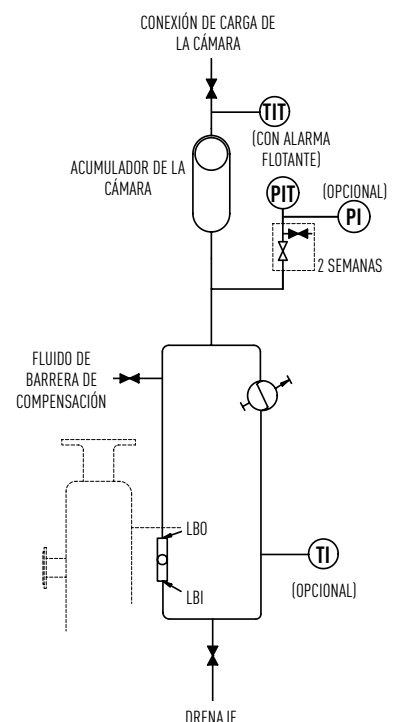 CONEXIÓN DE CARGA DE
LA CÁMARA
TIT
(CON ALARMA
FLOTANTE)
ACUMULADOR DE LA
CÁMARA
PIT
(OPCIONAL)
PI
2 SEMANAS
FLUIDO DE
BARRERA DE
COMPENSACIÓN
LBO
LBI
TI
(OPCIONAL)
DRENAJE